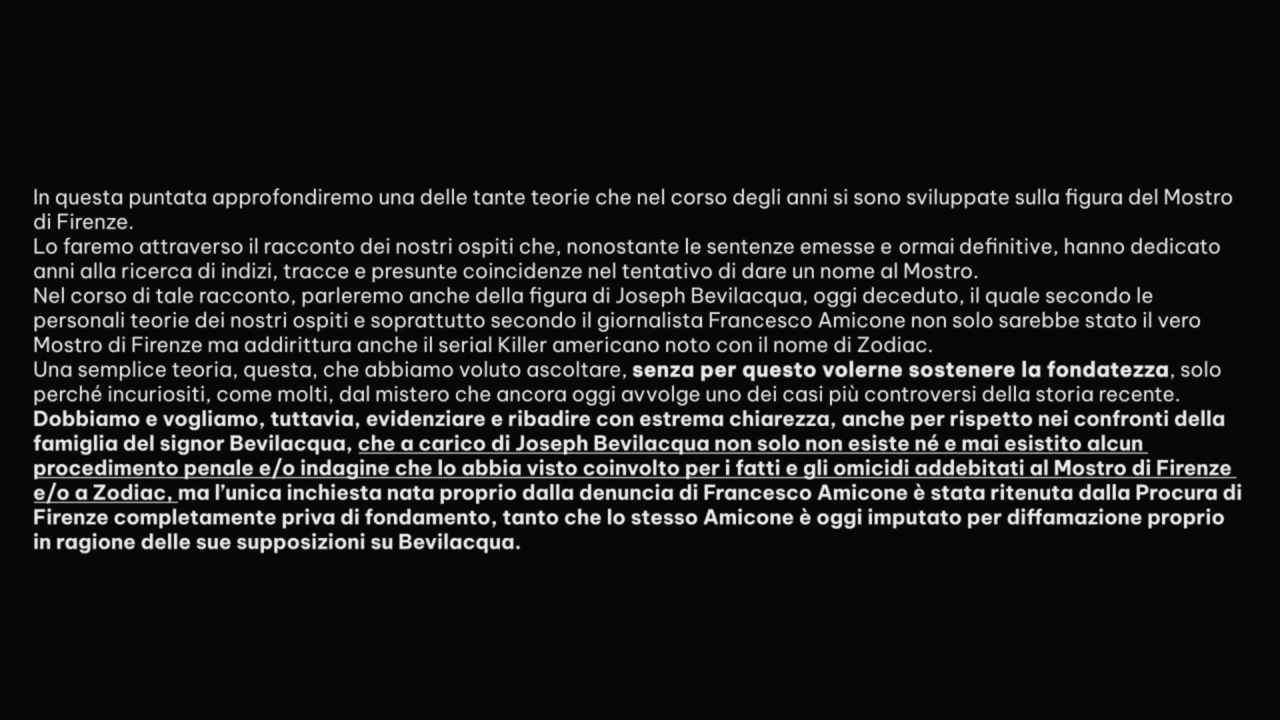 In questa puntata approfondiremo una delle tante teorie che nel corso degli anni si sono sviluppate sulla figura del Mostro
di Firenze.
Lo faremo attraverso il racconto dei nostri ospiti che, nonostante le sentenze emesse e ormai definitive, hanno dedicato
anni alla ricerca di indizi, tracce e presunte coincidenze nel tentativo di dare un nome al Mostro.
Nel corso di tale racconto, parleremo anche della figura di Joseph Bevilacqua, oggi deceduto, il quale secondo le
personali teorie dei nostri ospiti e soprattutto secondo il giornalista Francesco Amicone non solo sarebbe stato il vero
Mostro di Firenze ma addirittura anche il serial Killer americano noto con il nome di Zodiac.
Una semplice teoria, questa, che abbiamo voluto ascoltare, senza per questo volerne sostenere la fondatezza, solo
perché incuriositi, come molti, dal mistero che ancora oggi avvolge uno dei casi più controversi della storia recente.
Dobbiamo e vogliamo, tuttavia, evidenziare e ribadire con estrema chiarezza, anche per rispetto nei confronti della
famiglia del signor Bevilacqua, che a carico di Joseph Bevilacqua non solo non esiste né e mai esistito alcun
procedimento penale e/o indagine che lo abbia visto coinvolto per i fatti e gli omicidi addebitati al Mostro di Firenze
e/o a Zodiac, ma l'unica inchiesta nata proprio dalla denuncia di Francesco Amicone è stata ritenuta dalla Procura di
Firenze completamente priva di fondamento, tanto che lo stesso Amicone è oggi imputato per diffamazione proprio
in ragione delle sue supposizioni su Bevilacqua.